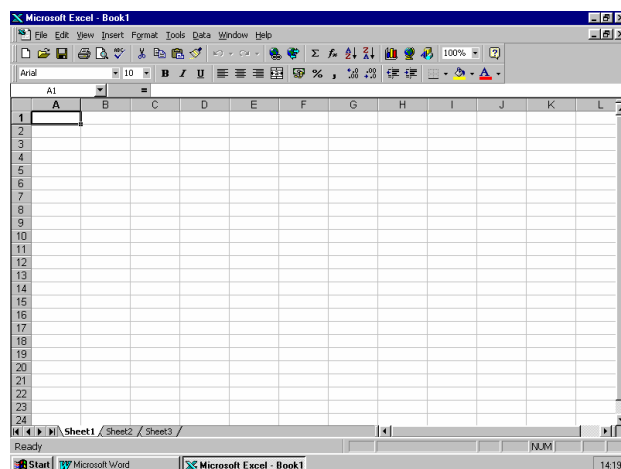 Microsoft Excel - Book1
File Edit View Insert Format Tools Data Window Help
Σ fx 100% ?
Arial 10 B I U % , .00
A1 =
A B C D E F G H I J K L
1
2
3
4
5
6
7
8
9
10
11
12
13
14
15
16
17
18
19
20
21
22
23
24
Sheet1 / Sheet2 / Sheet3 /
Ready NUM
Start Microsoft Word Microsoft Excel - Book1 14:19